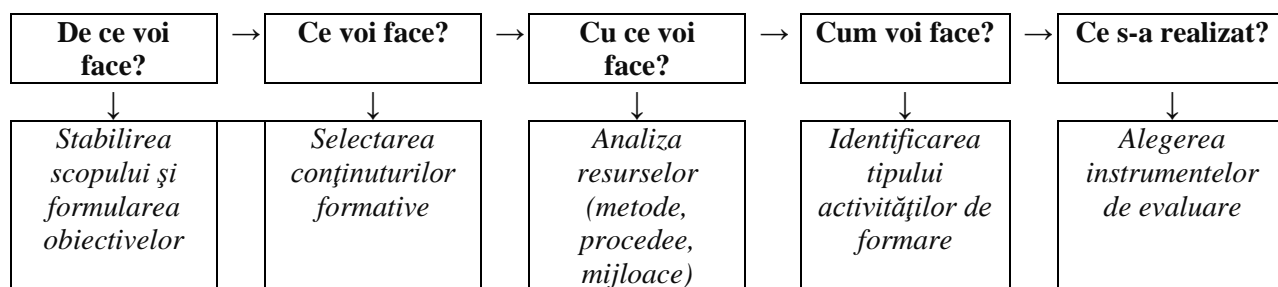 De ce voi
face?
→
Ce voi face?
→
Cu ce voi
face?
→
Cum voi face?
→
Ce s-a realizat?
↓
↓
↓
↓
↓
Stabilirea
scopului şi
formularea
obiectivelor
Selectarea
conţinuturilor
formative
Analiza
resurselor
(metode,
procedee,
mijloace)
Identificarea
tipului
activităţilor de
formare
Alegerea
instrumentelor
de evaluare